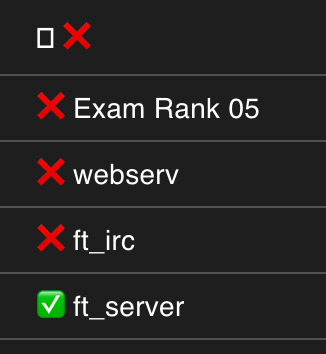 ❌
❌ Exam Rank 05
❌ webserv
❌ ft_irc
✅ ft_server